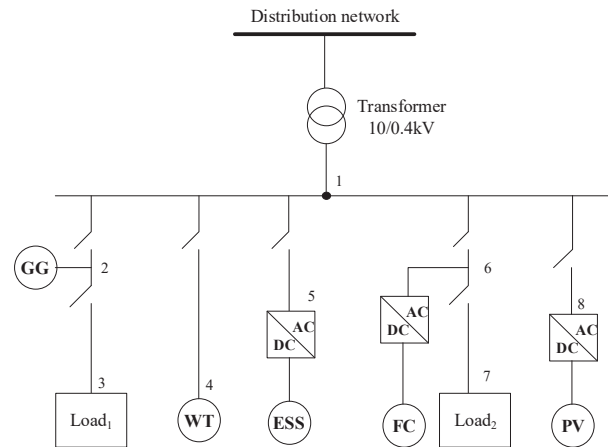 Distribution network
Transformer
10/0.4kV
1
GG
2
6
5
8
AC
DC
AC
DC
AC
DC
3
4
7
Load₁
WT
ESS
FC
Load₂
PV